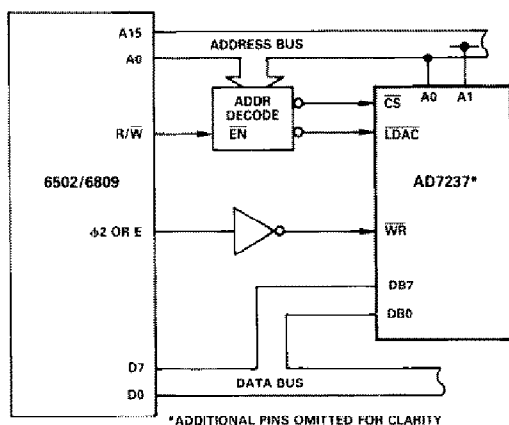 A15
ADDRESS BUS
A0
A0 A1
ADDR
DECODE
EN
CS
LDAC
R/W
6502/6809
AD7237*
ϕ2 OR E
WR
DB7
DB0
D7
DATA BUS
D0
*ADDITIONAL PINS OMITTED FOR CLARITY